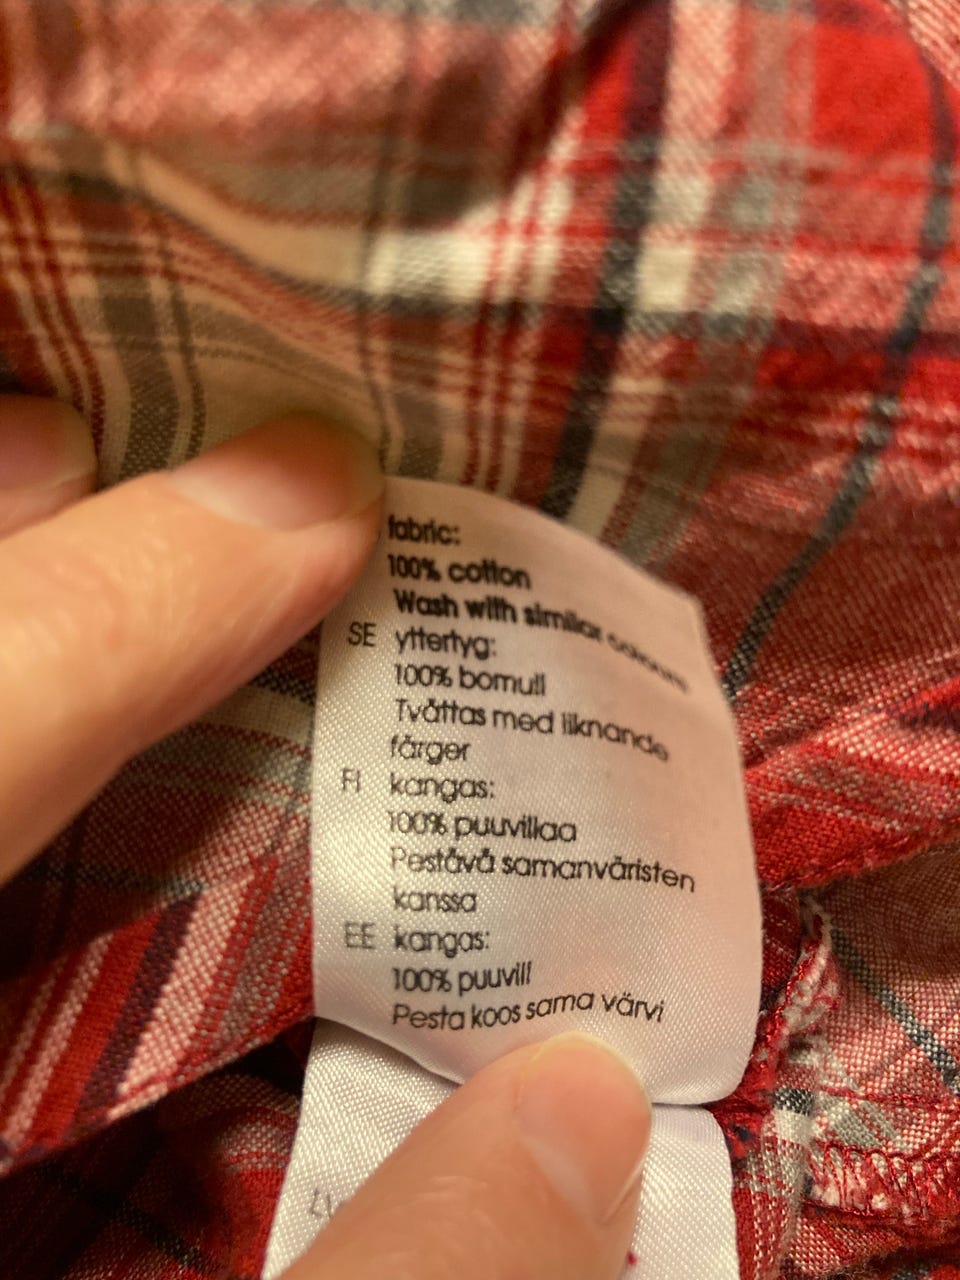 fabric:
100% cotton
Wash with similar colours
SE yttertyg:
100% bomull
Tvättas med liknande
färger
FI kangas:
100% puuvillaa
Pestävä samanväristen
kanssa
EE kangas:
100% puuvill
Pesta koos sama värvi